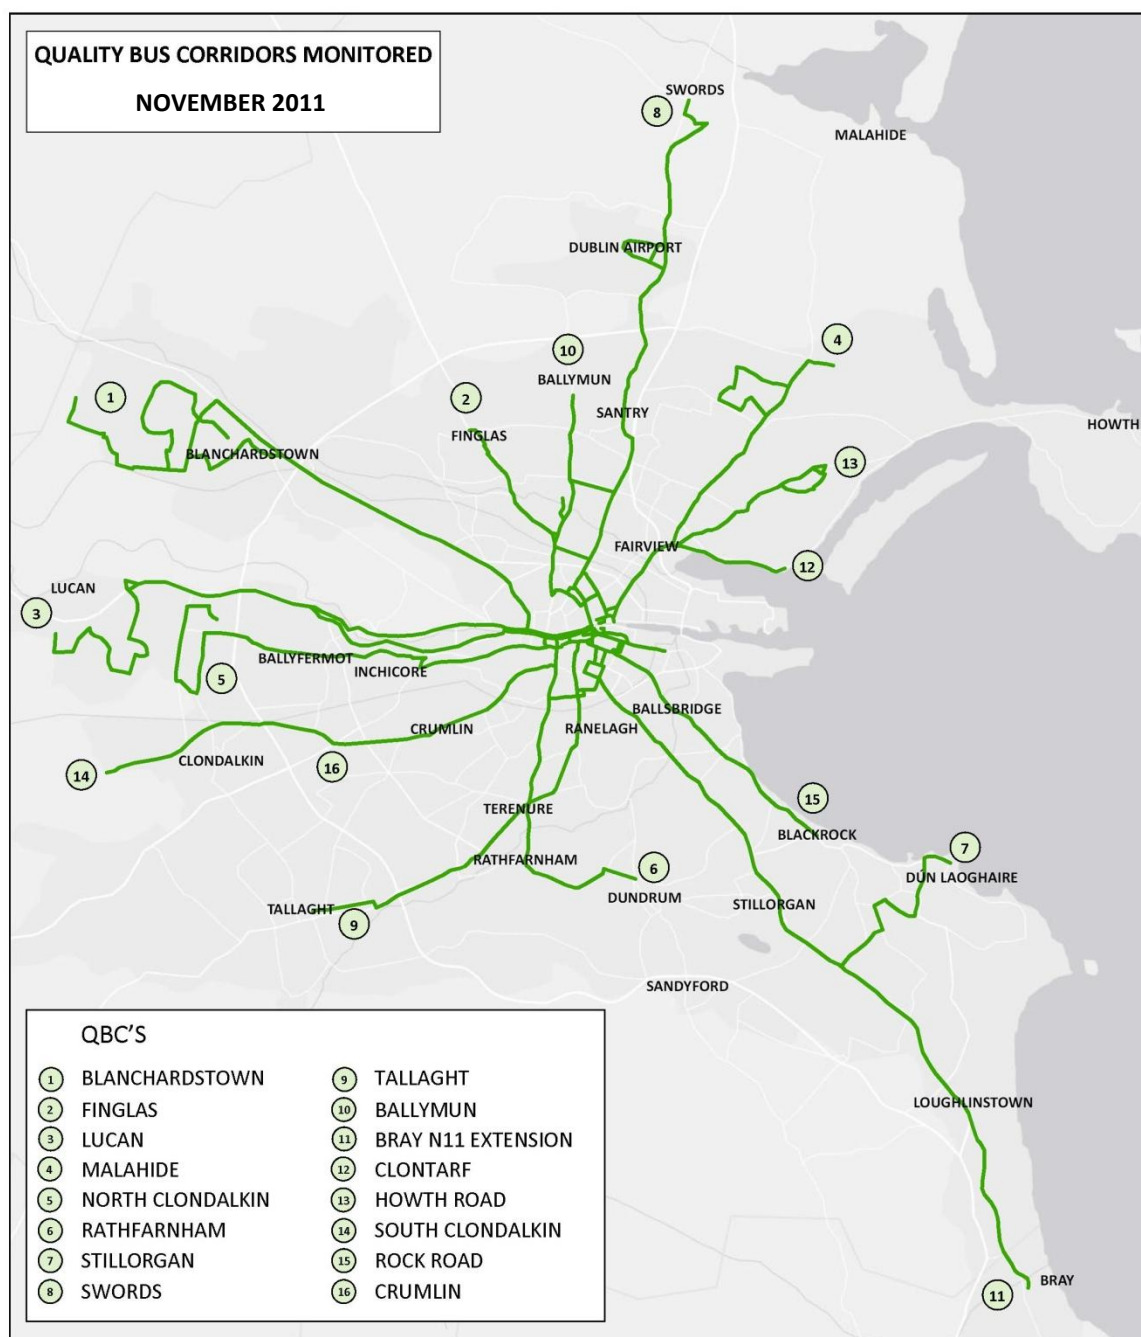 QUALITY BUS CORRIDORS MONITORED
NOVEMBER 2011
SWORDS
8
MALAHIDE
DUBLIN AIRPORT
10
4
BALLYMUN
1
2
SANTRY
FINGLAS
HOWTH
BLANCHARDSTOWN
13
FAIRVIEW
12
LUCAN
3
BALLYFERMOT
INCHICORE
5
BALLSBRIDGE
CRUMLIN
RANELAGH
CLONDALKIN
14
16
15
TERENURE
BLACKROCK
7
RATHFARNHAM
6
DÚN LAOGHAIRE
DUNDRUM
STILLORGAN
TALLAGHT
9
SANDYFORD
LOUGHLINSTOWN
BRAY
11
QBC'S
1 BLANCHARDSTOWN
2 FINGLAS
3 LUCAN
4 MALAHIDE
5 NORTH CLONDALKIN
6 RATHFARNHAM
7 STILLORGAN
8 SWORDS
9 TALLAGHT
10 BALLYMUN
11 BRAY N11 EXTENSION
12 CLONTARF
13 HOWTH ROAD
14 SOUTH CLONDALKIN
15 ROCK ROAD
16 CRUMLIN